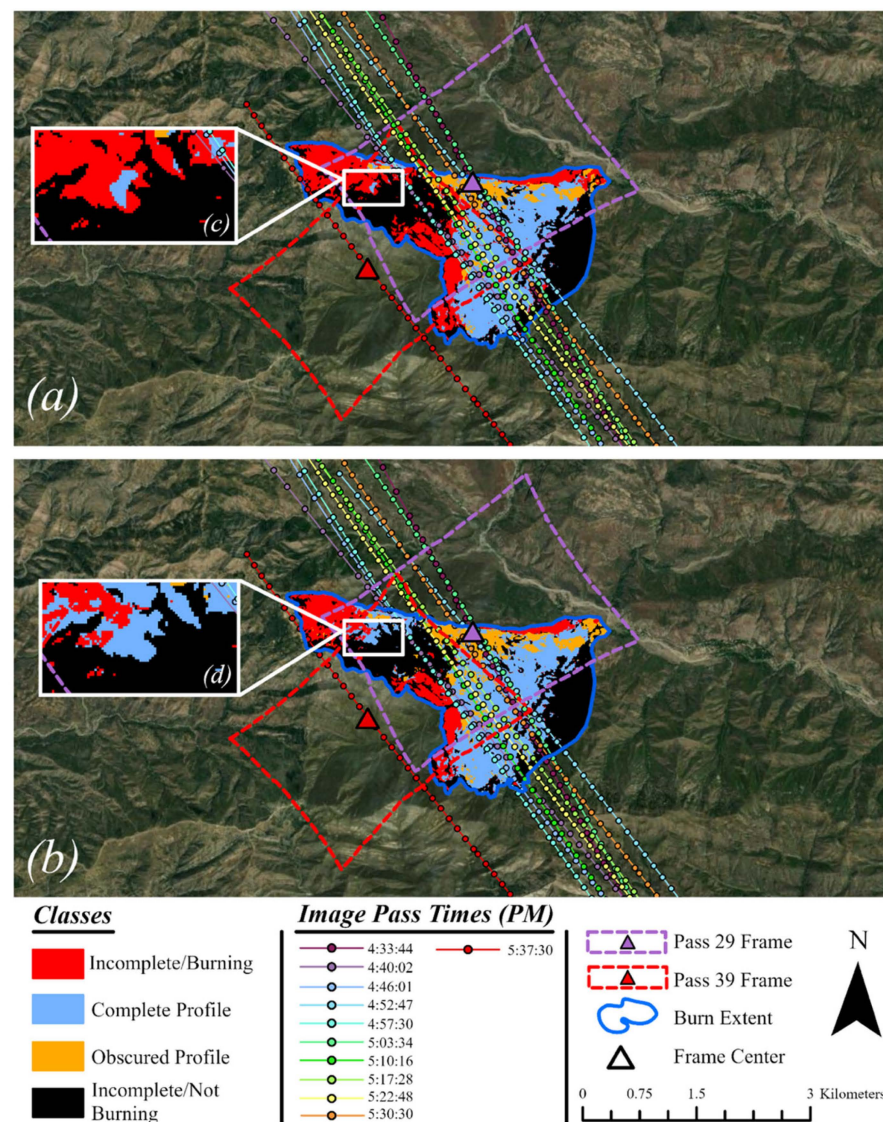 (c)
(a)
(d)
(b)
Classes
Incomplete/Burning
Complete Profile
Obscured Profile
Incomplete/Not
Burning
Image Pass Times (PM)
4:33:44
4:40:02
4:46:01
4:52:47
4:57:30
5:03:34
5:10:16
5:17:28
5:22:48
5:30:30
5:37:30
Pass 29 Frame
Pass 39 Frame
Burn Extent
Frame Center
N
0 0.75 1.5 3 Kilometers